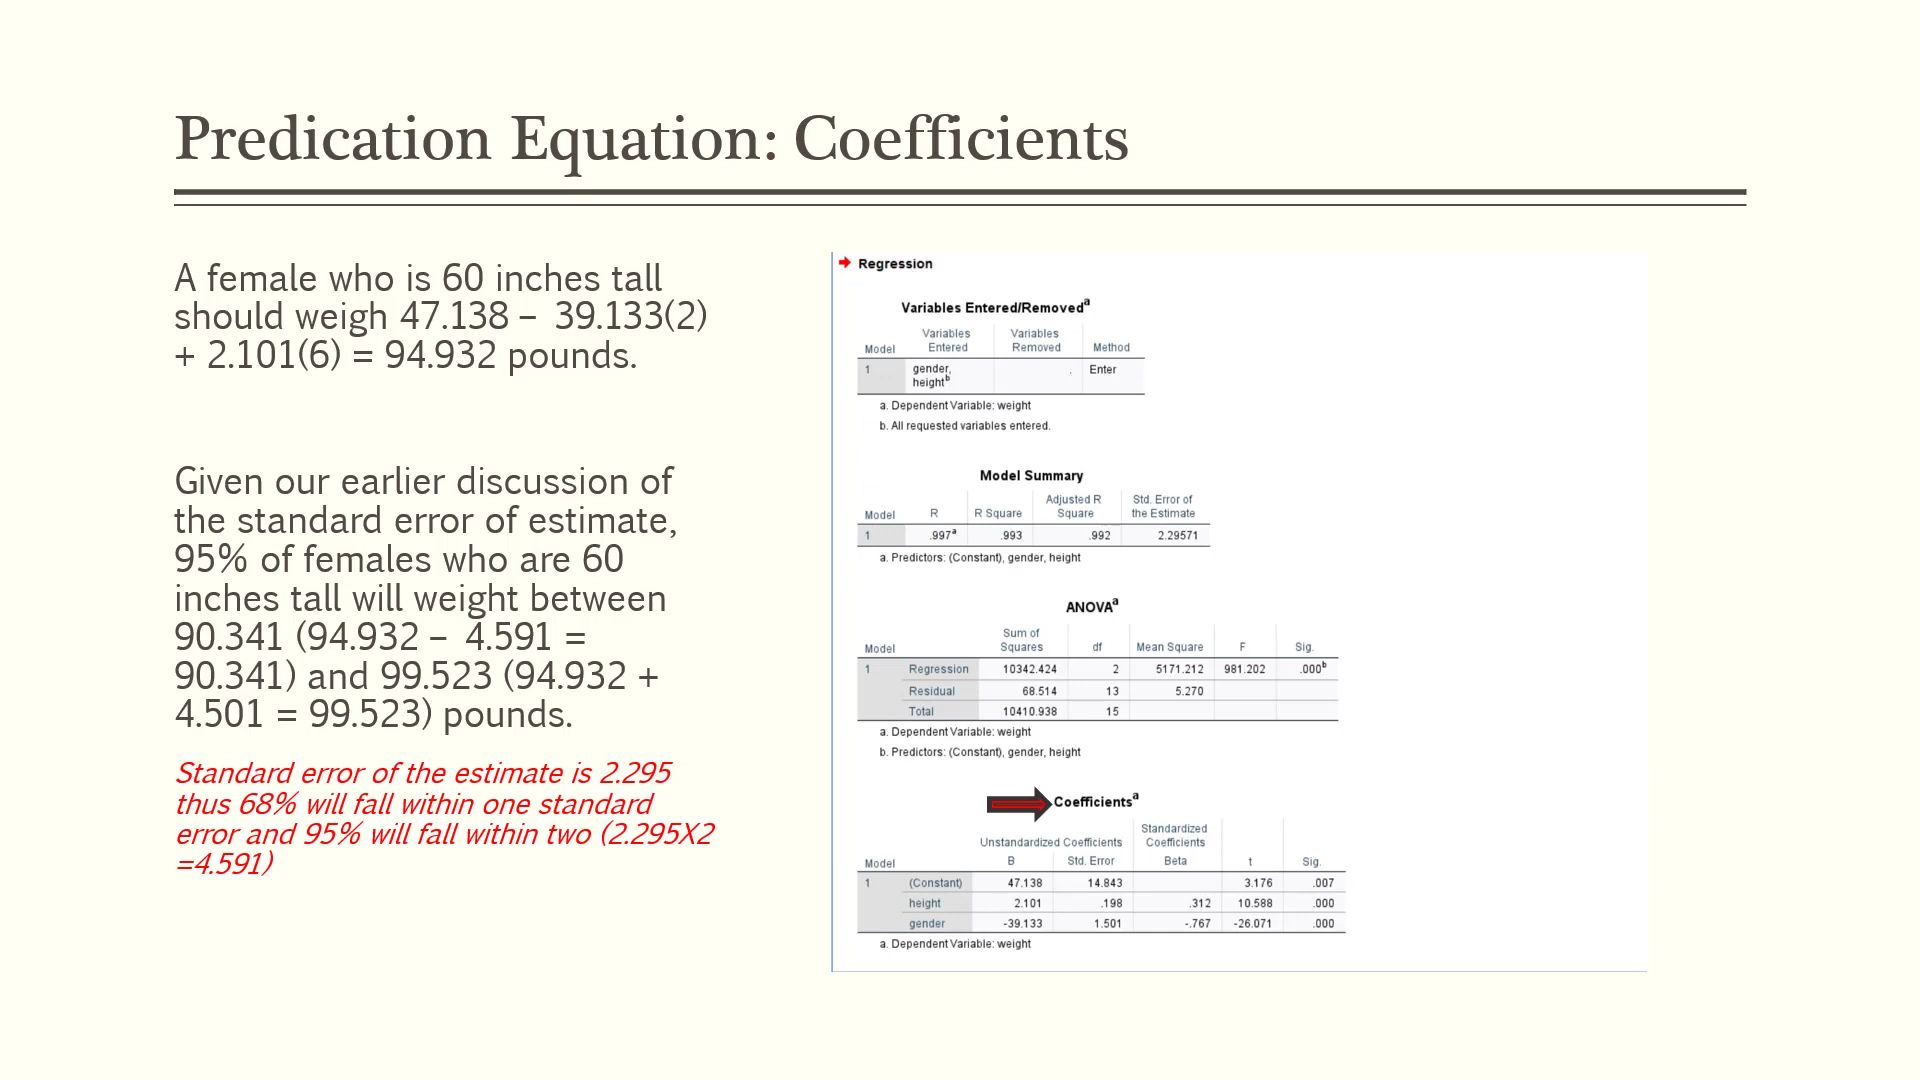 Predication Equation: Coefficients
A female who is 60 inches tall
should weigh 47.138 – 39.133(2)
+ 2.101(6) = 94.932 pounds.
Given our earlier discussion of
the standard error of estimate,
95% of females who are 60
inches tall will weight between
90.341 (94.932 – 4.591 =
90.341) and 99.523 (94.932 +
4.501 = 99.523) pounds.
Standard error of the estimate is 2.295
thus 68% will fall within one standard
error and 95% will fall within two (2.295X2
=4.591)
Regression
Variables Entered/Removedᵃ
Variables Variables
Model Entered Removed Method
1 gender, . Enter
heightᵇ
a. Dependent Variable: weight
b. All requested variables entered.
Model Summary
Adjusted R Std. Error of
Model R R Square Square the Estimate
1 .997ᵃ .993 .992 2.29571
a. Predictors: (Constant), gender, height
ANOVAᵃ
Sum of
Model Squares df Mean Square F Sig.
1 Regression 10342.424 2 5171.212 981.202 .000ᵇ
Residual 68.514 13 5.270
Total 10410.938 15
a. Dependent Variable: weight
b. Predictors: (Constant), gender, height
Coefficientsᵃ
Standardized
Unstandardized Coefficients Coefficients
Model B Std. Error Beta t Sig.
1 (Constant) 47.138 14.843 3.176 .007
height 2.101 .198 .312 10.588 .000
gender -39.133 1.501 -.767 -26.071 .000
a. Dependent Variable: weight